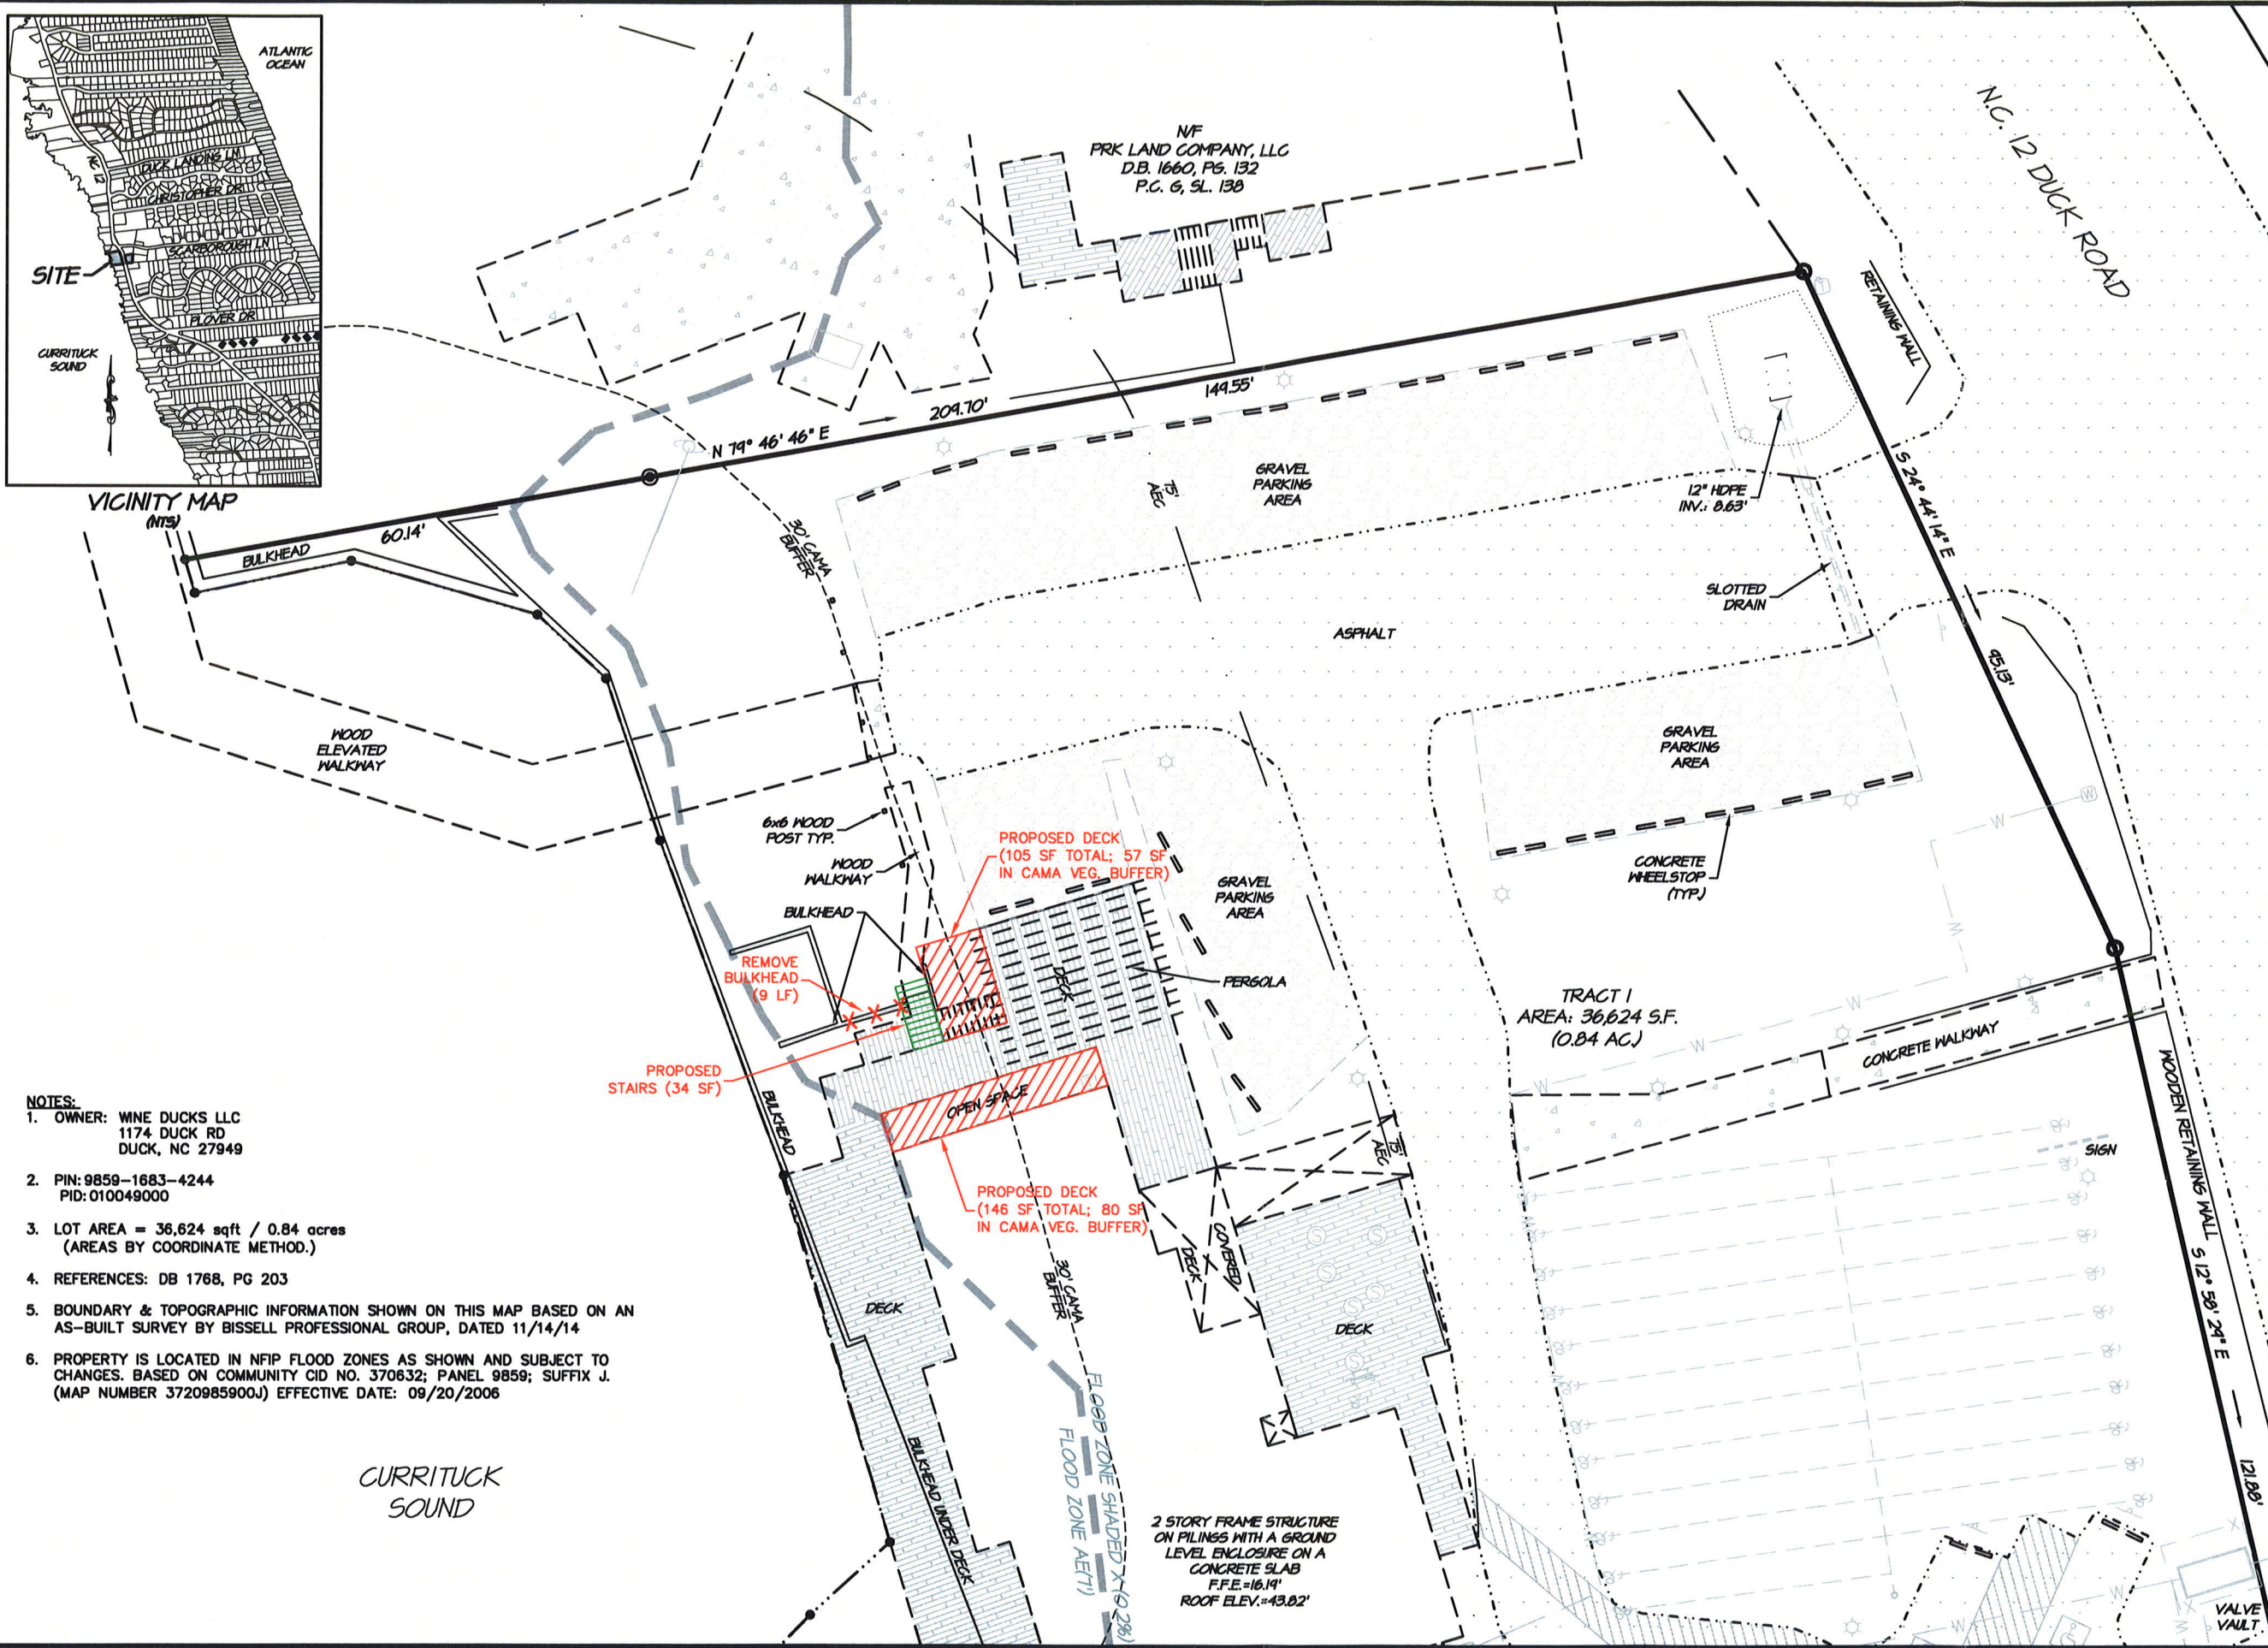 ATLANTIC
OCEAN
NC 12
DUCK LANDING LN
CHRISTOPHER DR
SCARBOROUGH LN
SITE
PLOVER DR
CURRITUCK
SOUND
VICINITY MAP
(NTS)
N/F
PRK LAND COMPANY, LLC
D.B. 1660, PG. 132
P.C. G, SL. 138
N.C. 12 DUCK ROAD
RETAINING WALL
149.55'
209.70'
N 79° 46' 46" E
60.14'
BULKHEAD
GRAVEL
PARKING
AREA
75'
AEC
12" HDPE
INV.: 8.63'
S 24° 44' 14" E
30' CAMA
BUFFER
SLOTTED
DRAIN
ASPHALT
95.13'
WOOD
ELEVATED
WALKWAY
GRAVEL
PARKING
AREA
6x6 WOOD
POST TYP.
WOOD
WALKWAY
PROPOSED DECK
(105 SF TOTAL; 57 SF
IN CAMA VEG. BUFFER)
GRAVEL
PARKING
AREA
CONCRETE
WHEELSTOP
(TYP.)
W
W
W
BULKHEAD
REMOVE
BULKHEAD
(9 LF)
DECK
PERGOLA
TRACT 1
AREA: 36,624 S.F.
(0.84 AC.)
W
W
W
CONCRETE WALKWAY
PROPOSED
STAIRS (34 SF)
OPEN SPACE
BULKHEAD
75'
AEC
WOODEN RETAINING WALL
SIGN
NOTES:
1. OWNER: WINE DUCKS LLC
1174 DUCK RD
DUCK, NC 27949
2. PIN: 9859-1683-4244
PID: 010049000
3. LOT AREA = 36,624 sqft / 0.84 acres
(AREAS BY COORDINATE METHOD.)
4. REFERENCES: DB 1768, PG 203
5. BOUNDARY & TOPOGRAPHIC INFORMATION SHOWN ON THIS MAP BASED ON AN
AS-BUILT SURVEY BY BISSELL PROFESSIONAL GROUP, DATED 11/14/14
6. PROPERTY IS LOCATED IN NFIP FLOOD ZONES AS SHOWN AND SUBJECT TO
CHANGES. BASED ON COMMUNITY CID NO. 370632; PANEL 9859; SUFFIX J.
(MAP NUMBER 3720985900J) EFFECTIVE DATE: 09/20/2006
PROPOSED DECK
(146 SF TOTAL; 80 SF
IN CAMA VEG. BUFFER)
DECK
COVERED
S 12° 58' 29" E
30' CAMA
BUFFER
DECK
DECK
CURRITUCK
SOUND
BULKHEAD UNDER DECK
FLOOD ZONE SHADED X (0.2%)
FLOOD ZONE AE(7')
2 STORY FRAME STRUCTURE
ON PILINGS WITH A GROUND
LEVEL ENCLOSURE ON A
CONCRETE SLAB
F.F.E.=16.19'
ROOF ELEV.=43.82'
121.88'
VALVE
VAULT